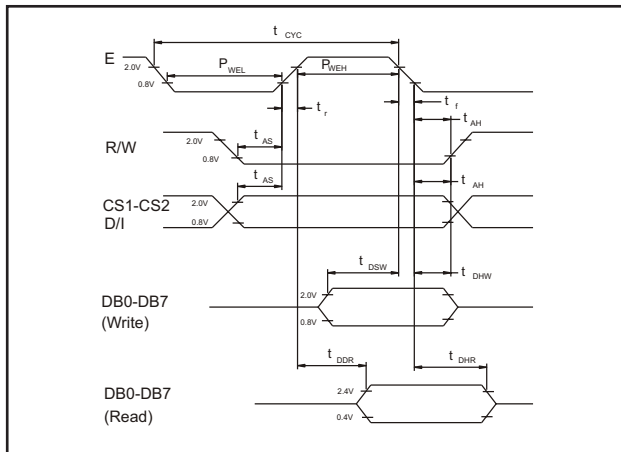 t CYC
E
2.0V
0.8V
P WEL
P WEH
t r
t f
t AH
R/W
2.0V
0.8V
t AS
t AS
t AH
CS1-CS2
D/I
2.0V
0.8V
t DSW
t DHW
DB0-DB7
(Write)
2.0V
0.8V
t DDR
t DHR
DB0-DB7
(Read)
2.4V
0.4V